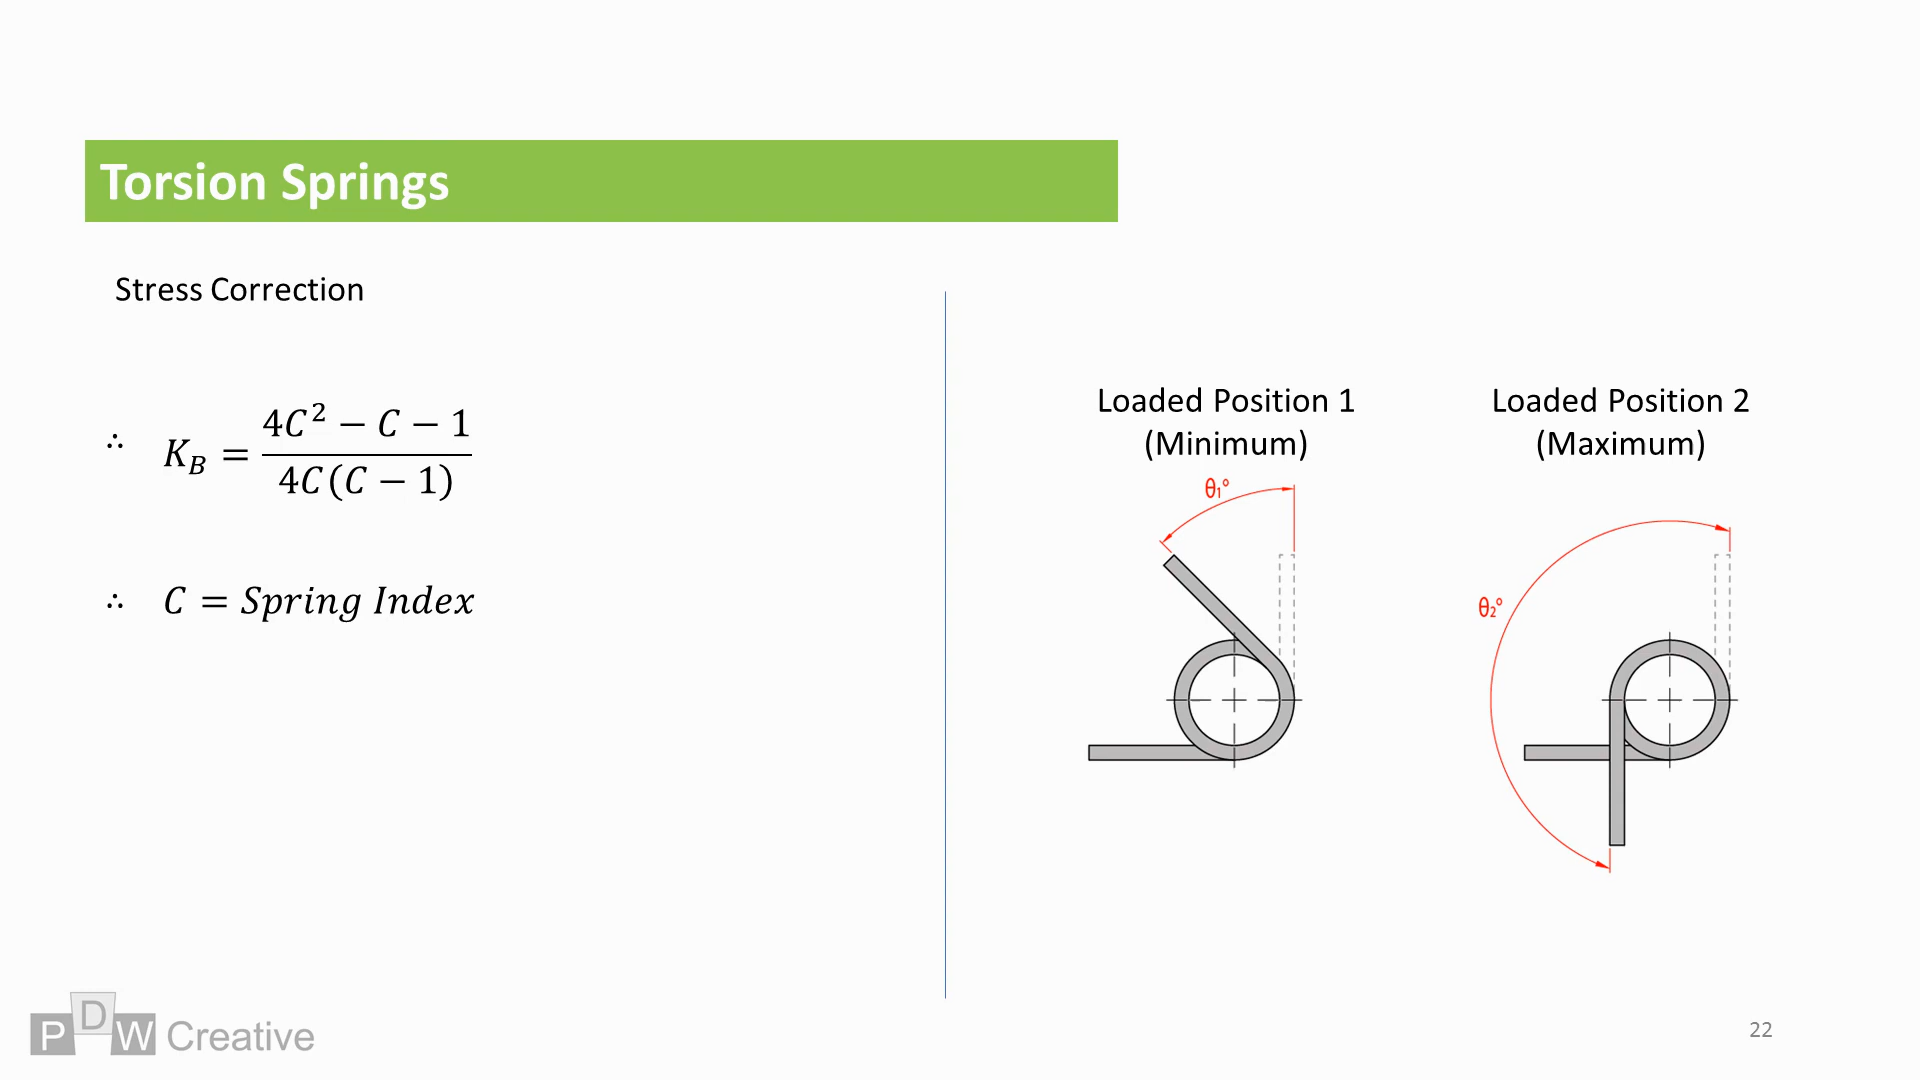 Torsion Springs
Stress Correction
∴ K_B = (4C² − C − 1) / (4C(C − 1))
∴ C = Spring Index
Loaded Position 1
(Minimum)
θ₁°
Loaded Position 2
(Maximum)
θ₂°
PDW Creative
22